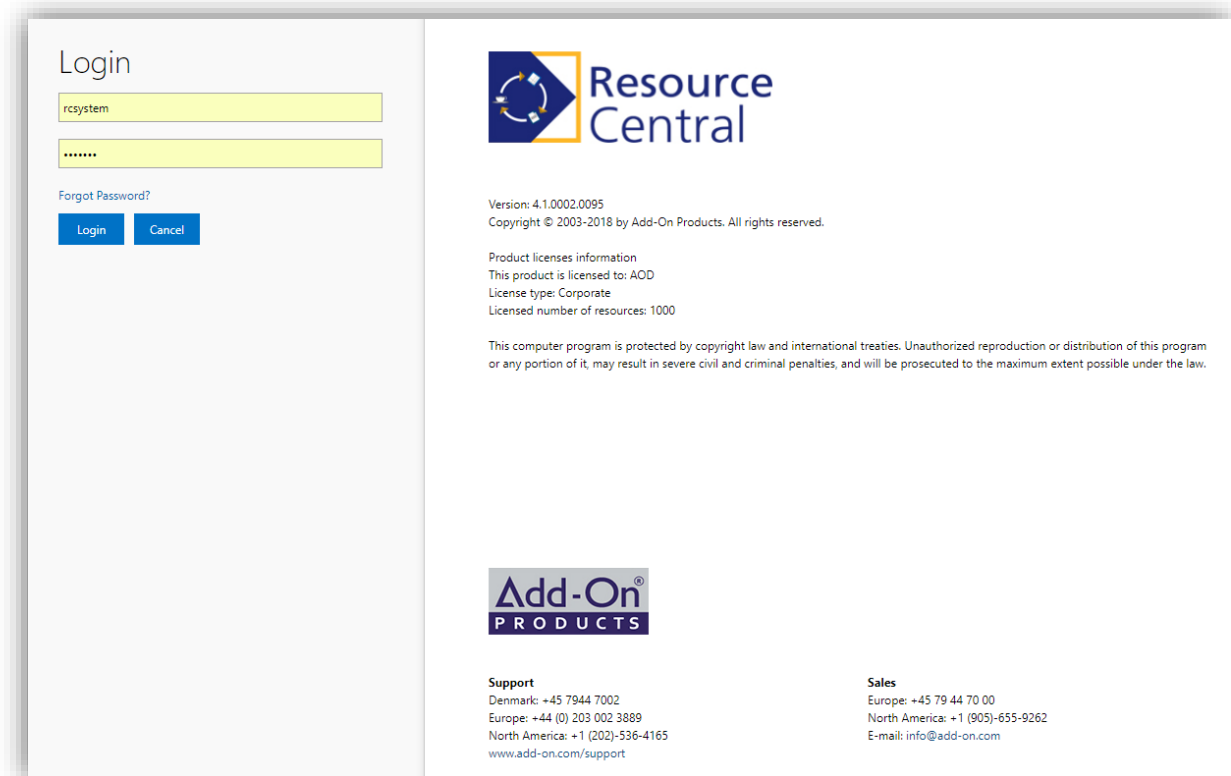 Login
rcsystem
•••••••
Forgot Password?
Login
Cancel
Resource
Central
Version: 4.1.0002.0095
Copyright © 2003-2018 by Add-On Products. All rights reserved.
Product licenses information
This product is licensed to: AOD
License type: Corporate
Licensed number of resources: 1000
This computer program is protected by copyright law and international treaties. Unauthorized reproduction or distribution of this program
or any portion of it, may result in severe civil and criminal penalties, and will be prosecuted to the maximum extent possible under the law.
Add-On®
PRODUCTS
Support
Denmark: +45 7944 7002
Europe: +44 (0) 203 002 3889
North America: +1 (202)-536-4165
www.add-on.com/support
Sales
Europe: +45 79 44 70 00
North America: +1 (905)-655-9262
E-mail: info@add-on.com